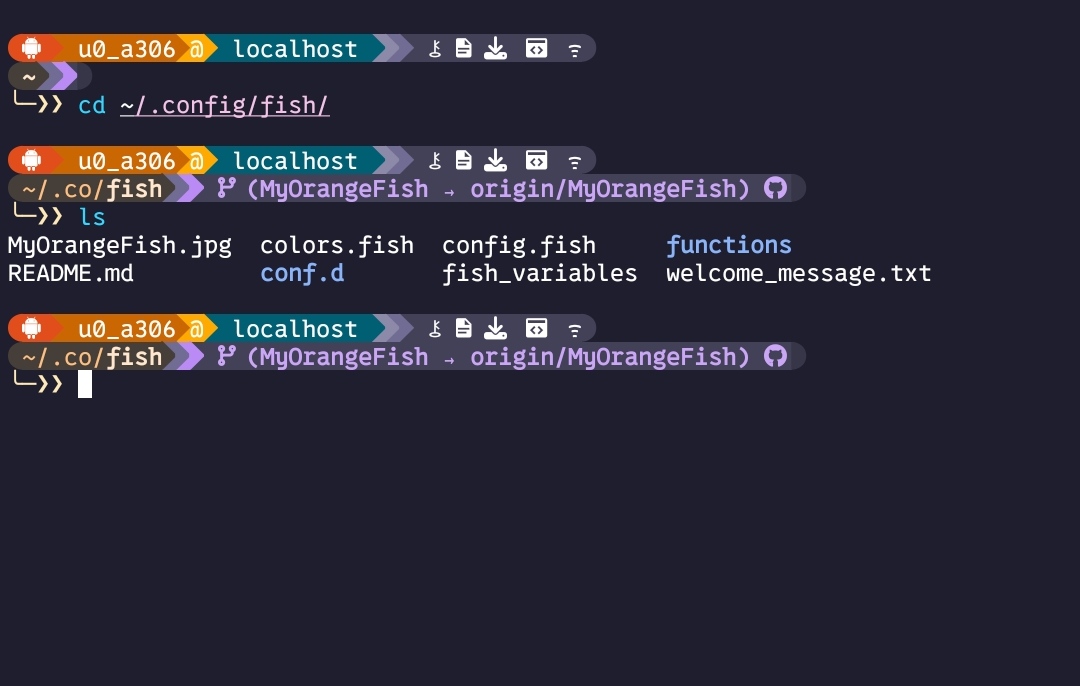 u0_a306 @ localhost
~
╰─❯❯ cd ~/.config/fish/
u0_a306 @ localhost
~/.co/fish (MyOrangeFish → origin/MyOrangeFish)
╰─❯❯ ls
MyOrangeFish.jpg colors.fish config.fish functions
README.md conf.d fish_variables welcome_message.txt
u0_a306 @ localhost
~/.co/fish (MyOrangeFish → origin/MyOrangeFish)
╰─❯❯